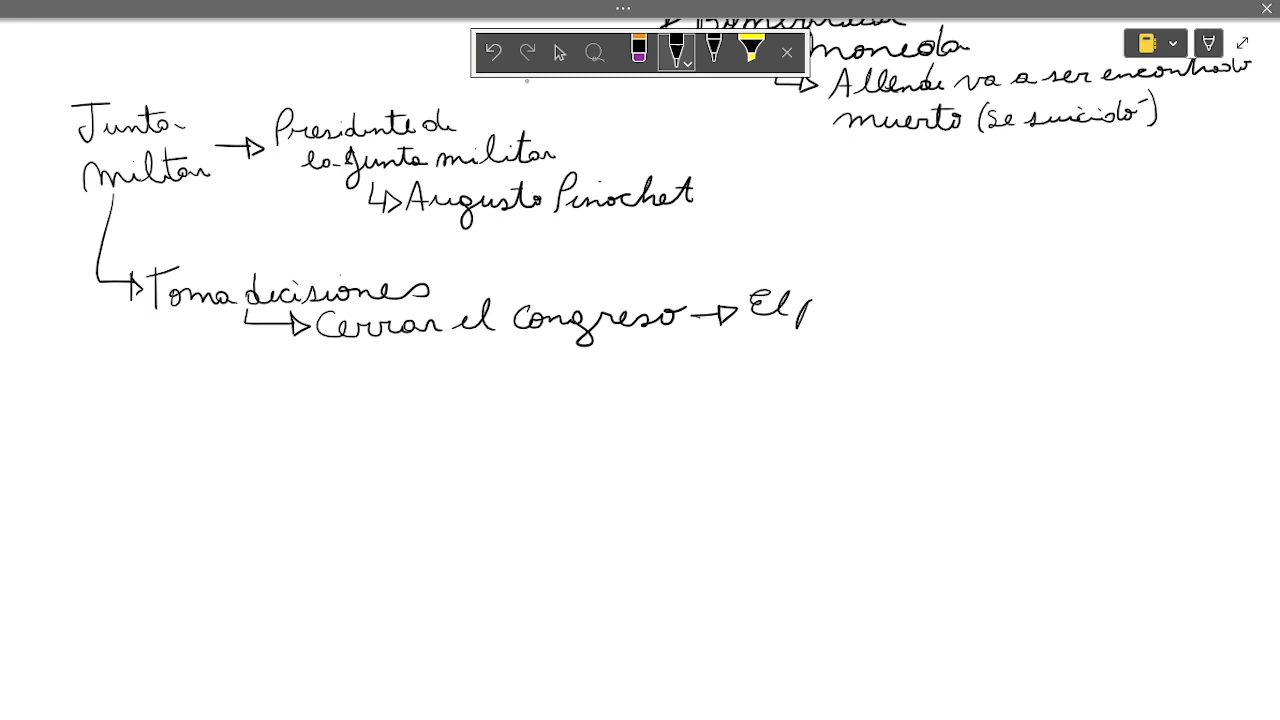 moneda
Allende va a ser encontrado
muerto (se suicidó)
Junta
militar
Presidente de
la Junta militar
Augusto Pinochet
Toma decisiones
Cerrar el congreso → El